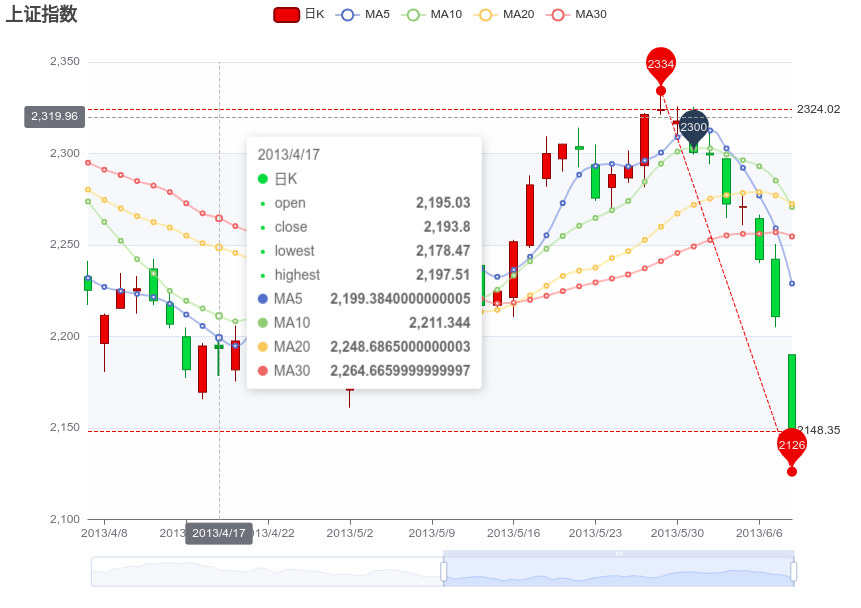 上证指数
日K MA5 MA10 MA20 MA30
2,350
2334
2324.02
2,319.96
2300
2,300
2013/4/17
日K
open 2,195.03
close 2,193.8
lowest 2,178.47
highest 2,197.51
MA5 2,199.3840000000005
MA10 2,211.344
MA20 2,248.6865000000003
MA30 2,264.6659999999997
2,250
2,200
2,150
2148.35
2126
2,100
2013/4/8 2013/4/17 2013/4/22 2013/5/2 2013/5/9 2013/5/16 2013/5/23 2013/5/30 2013/6/6